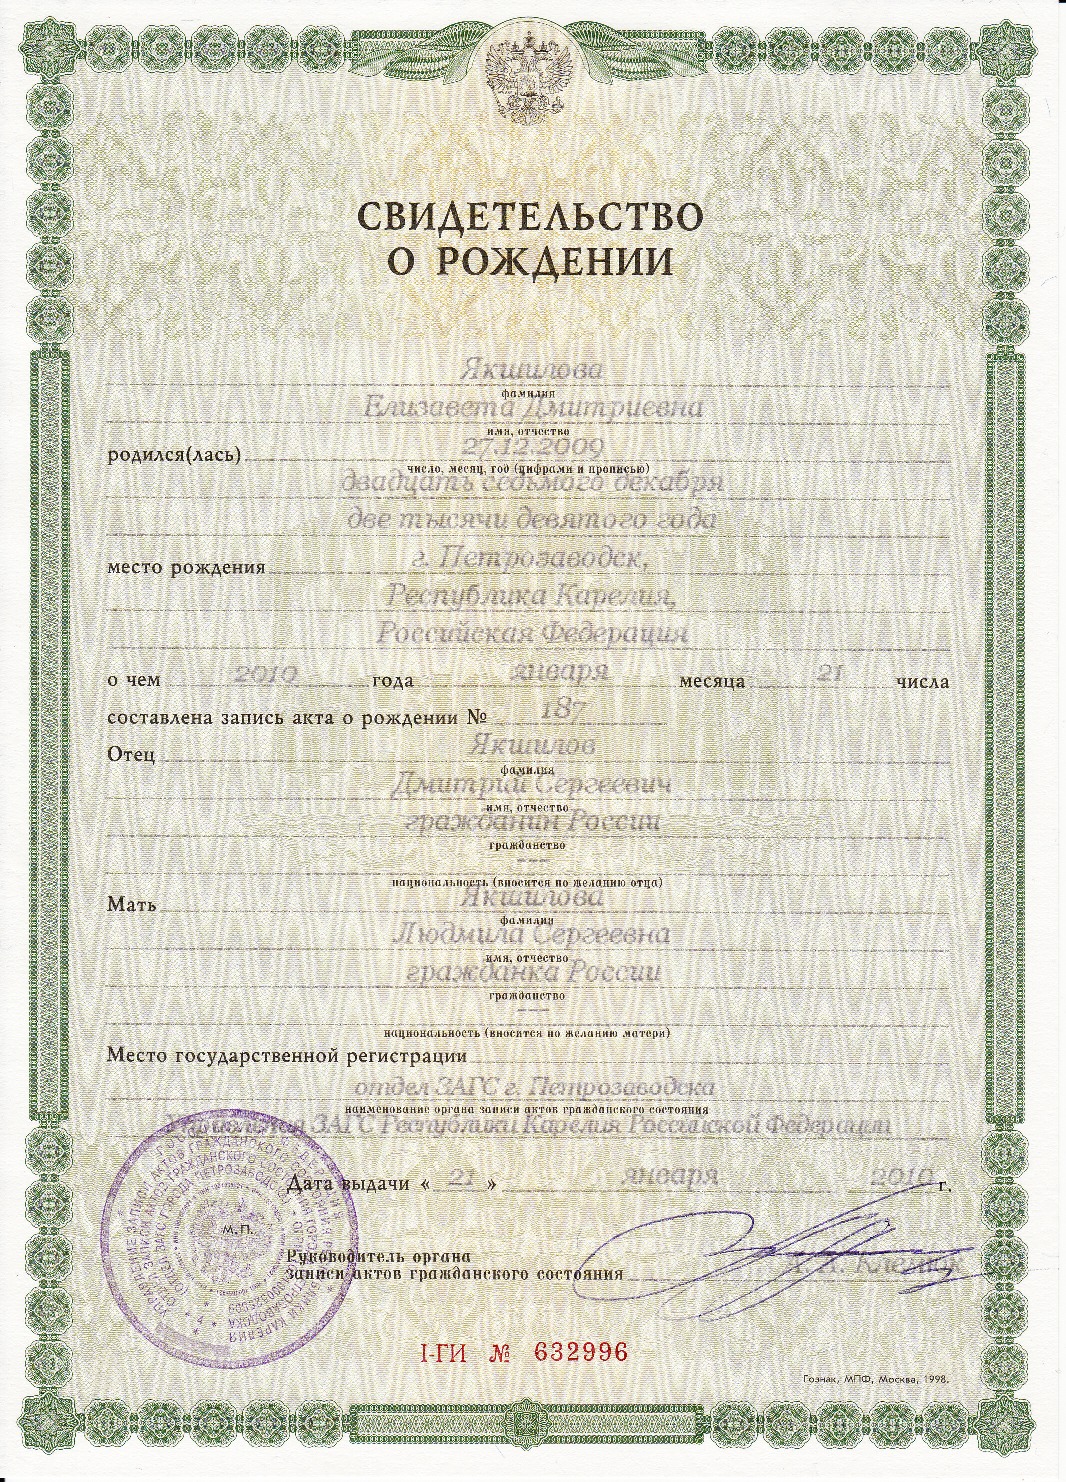 СВИДЕТЕЛЬСТВО
О РОЖДЕНИИ
Якшилова
фамилия
Елизавета Дмитриевна
имя, отчество
родился(лась) 27.12.2009
число, месяц, год (цифрами и прописью)
двадцать седьмого декабря
две тысячи девятого года
место рождения г. Петрозаводск,
Республика Карелия,
Российская Федерация
о чем 2010 года января месяца 21 числа
составлена запись акта о рождении № 187
Отец Якшилов
фамилия
Дмитрий Сергеевич
имя, отчество
гражданин России
гражданство
---
национальность (вносится по желанию отца)
Мать Якшилова
фамилия
Людмила Сергеевна
имя, отчество
гражданка России
гражданство
---
национальность (вносится по желанию матери)
Место государственной регистрации
отдел ЗАГС г. Петрозаводска
наименование органа записи актов гражданского состояния
Управления ЗАГС Республики Карелия Российской Федерации
Дата выдачи « 21 » января 2010 г.
М.П.
Руководитель органа
записи актов гражданского состояния
I-ГИ № 632996
Гознак, МПФ, Москва, 1998.